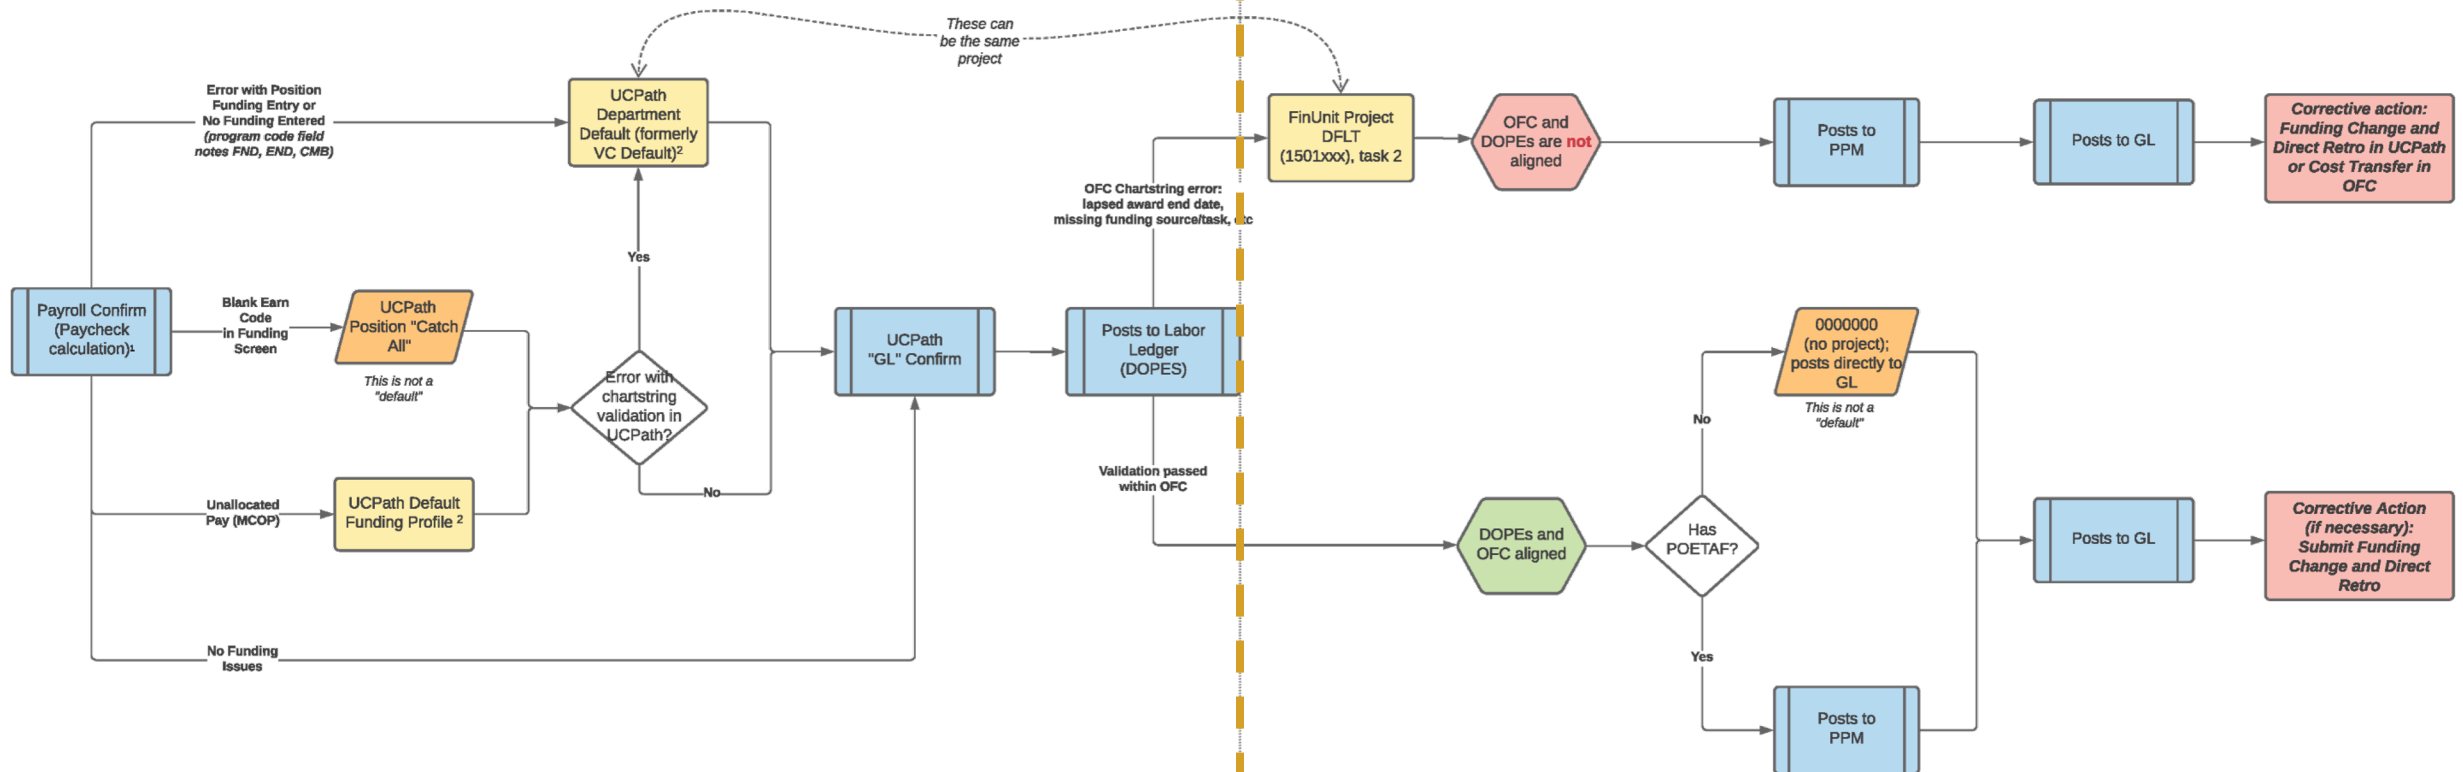 These can
be the same
project
Error with Position
Funding Entry or
No Funding Entered
(program code field
notes FND, END, CMB)
UCPath
Department
Default (formerly
VC Default)²
FinUnit Project
DFLT
(1501xxx), task 2
OFC and
DOPEs are not
aligned
Posts to
PPM
Posts to GL
Corrective action:
Funding Change and
Direct Retro in UCPath
or Cost Transfer in
OFC
OFC Chartstring error:
lapsed award end date,
missing funding source/task, etc
Yes
Payroll Confirm
(Paycheck
calculation)¹
Blank Earn
Code
in Funding
Screen
UCPath
Position "Catch
All"
This is not a
"default"
Error with
chartstring
validation in
UCPath?
No
UCPath
"GL" Confirm
Posts to Labor
Ledger
(DOPES)
0000000
(no project);
posts directly to
GL
This is not a
"default"
No
Unallocated
Pay (MCOP)
UCPath Default
Funding Profile ²
Validation passed
within OFC
DOPEs and
OFC aligned
Has
POETAF?
Posts to GL
Corrective Action
(if necessary):
Submit Funding
Change and Direct
Retro
No Funding
Issues
Yes
Posts to
PPM